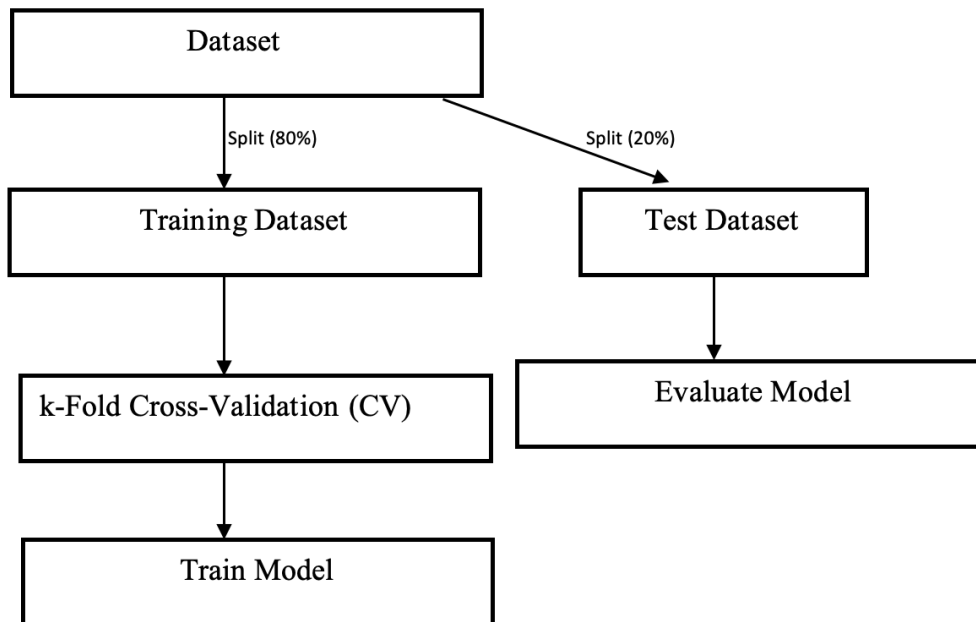 Dataset
Split (80%)
Split (20%)
Training Dataset
Test Dataset
k-Fold Cross-Validation (CV)
Evaluate Model
Train Model